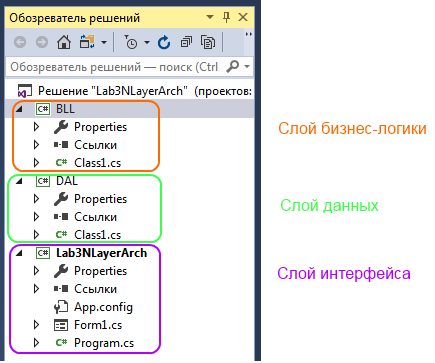 Обозреватель решений
Обозреватель решений — поиск (Ctrl
Решение "Lab3NLayerArch" (проектов:
C# BLL
Properties
Ссылки
C# Class1.cs
Слой бизнес-логики
C# DAL
Properties
Ссылки
C# Class1.cs
Слой данных
C# Lab3NLayerArch
Properties
Ссылки
App.config
Form1.cs
C# Program.cs
Слой интерфейса